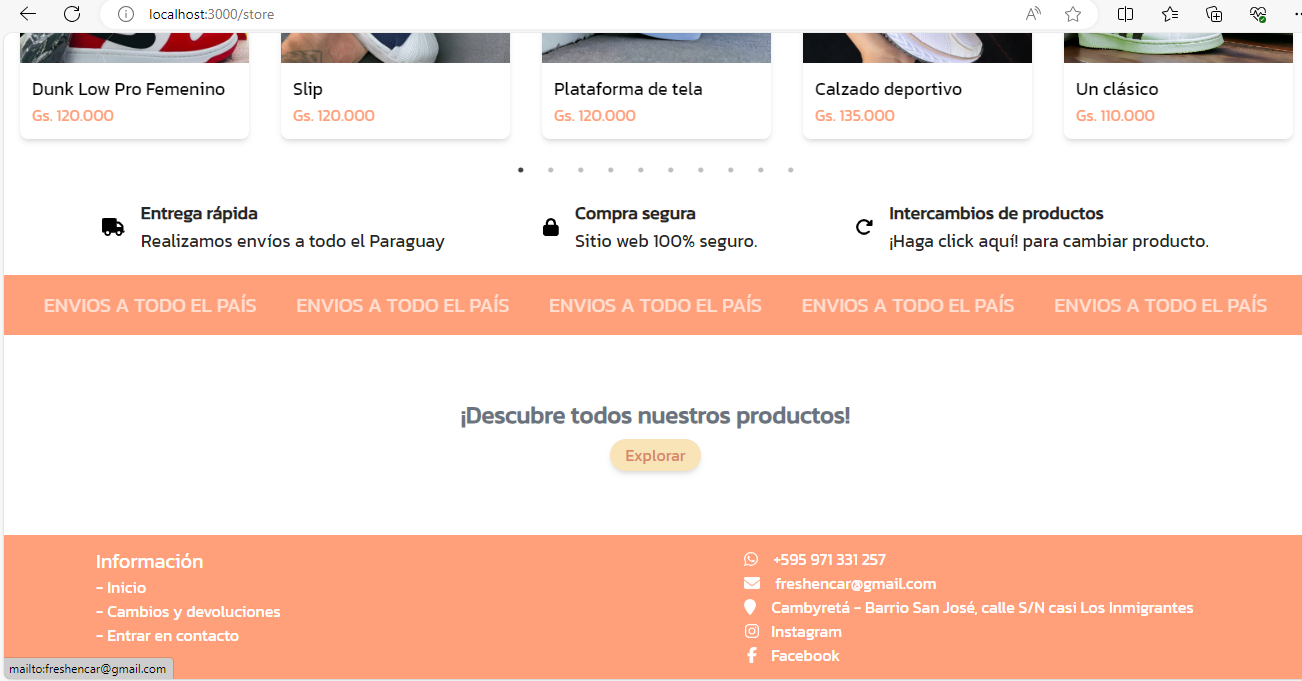 localhost:3000/store
Dunk Low Pro Femenino
Gs. 120.000
Slip
Gs. 120.000
Plataforma de tela
Gs. 120.000
Calzado deportivo
Gs. 135.000
Un clásico
Gs. 110.000
Entrega rápida
Realizamos envíos a todo el Paraguay
Compra segura
Sitio web 100% seguro.
Intercambios de productos
¡Haga click aquí! para cambiar producto.
ENVIOS A TODO EL PAÍS ENVIOS A TODO EL PAÍS ENVIOS A TODO EL PAÍS ENVIOS A TODO EL PAÍS ENVIOS A TODO EL PAÍS
¡Descubre todos nuestros productos!
Explorar
Información
- Inicio
- Cambios y devoluciones
- Entrar en contacto
+595 971 331 257
freshencar@gmail.com
Cambyretá - Barrio San José, calle S/N casi Los Inmigrantes
Instagram
Facebook
mailto:freshencar@gmail.com